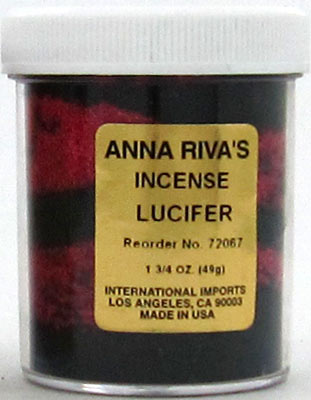 ANNA RIVA'S
INCENSE
LUCIFER
Reorder No. 72067
1 3/4 OZ. (49g)
INTERNATIONAL IMPORTS
LOS ANGELES, CA 90003
MADE IN USA